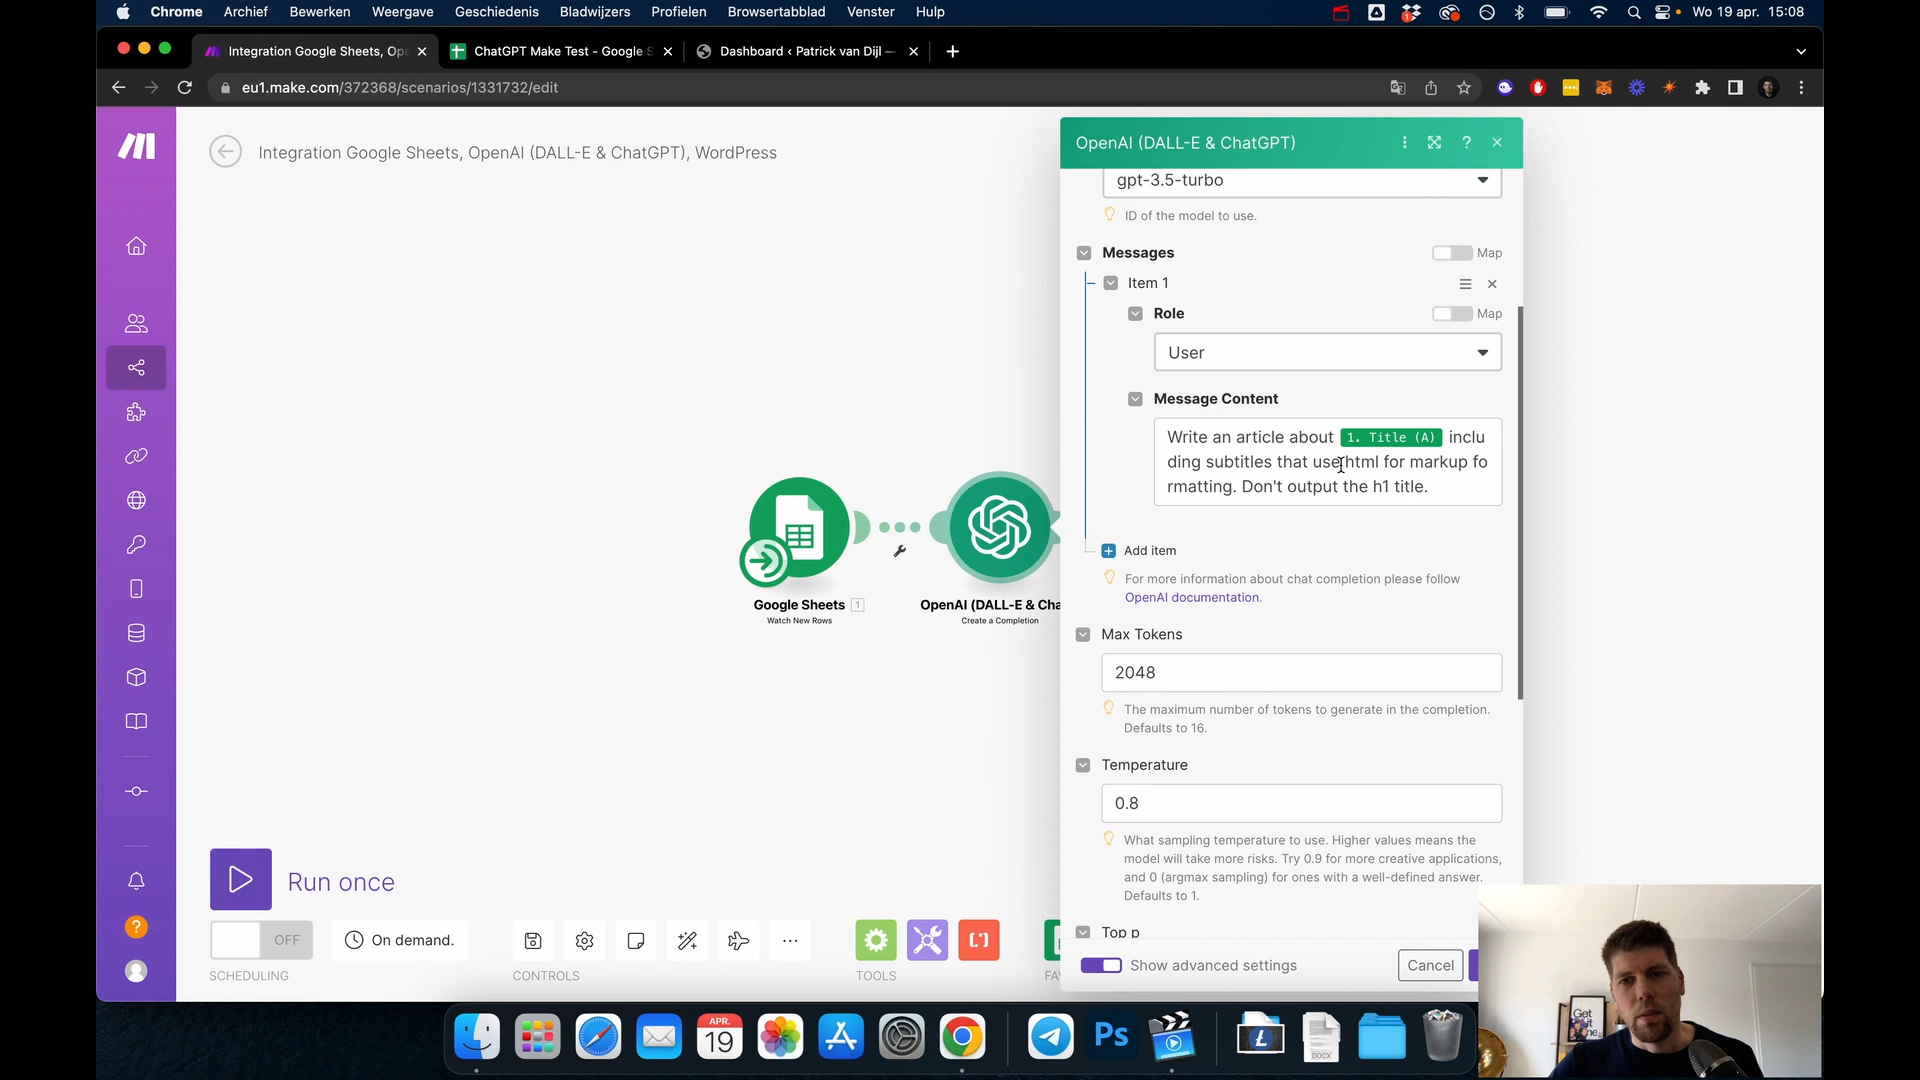 Chrome Archief Bewerken Weergave Geschiedenis Bladwijzers Profielen Browsertabblad Venster Help
Wo 19 apr. 15:08
Integration Google Sheets, Op
ChatGPT Make Test - Google S
Dashboard ‹ Patrick van Dijl —
eu1.make.com/372368/scenarios/1331732/edit
Integration Google Sheets, OpenAI (DALL-E & ChatGPT), WordPress
OpenAI (DALL-E & ChatGPT)
gpt-3.5-turbo
ID of the model to use.
Messages
Map
Item 1
Role
Map
User
Message Content
Write an article about 1. Title (A) inclu
ding subtitles that use html for markup fo
rmatting. Don't output the h1 title.
Add item
For more information about chat completion please follow
OpenAI documentation.
Max Tokens
2048
The maximum number of tokens to generate in the completion.
Defaults to 16.
Temperature
0.8
What sampling temperature to use. Higher values means the
model will take more risks. Try 0.9 for more creative applications,
and 0 (argmax sampling) for ones with a well-defined answer.
Defaults to 1.
Top p
Show advanced settings
Cancel
Google Sheets 1
Watch New Rows
OpenAI (DALL-E & Cha
Create a Completion
Run once
OFF
On demand.
SCHEDULING
CONTROLS
TOOLS
FA
APR.
19
Ps
DOCX
Get